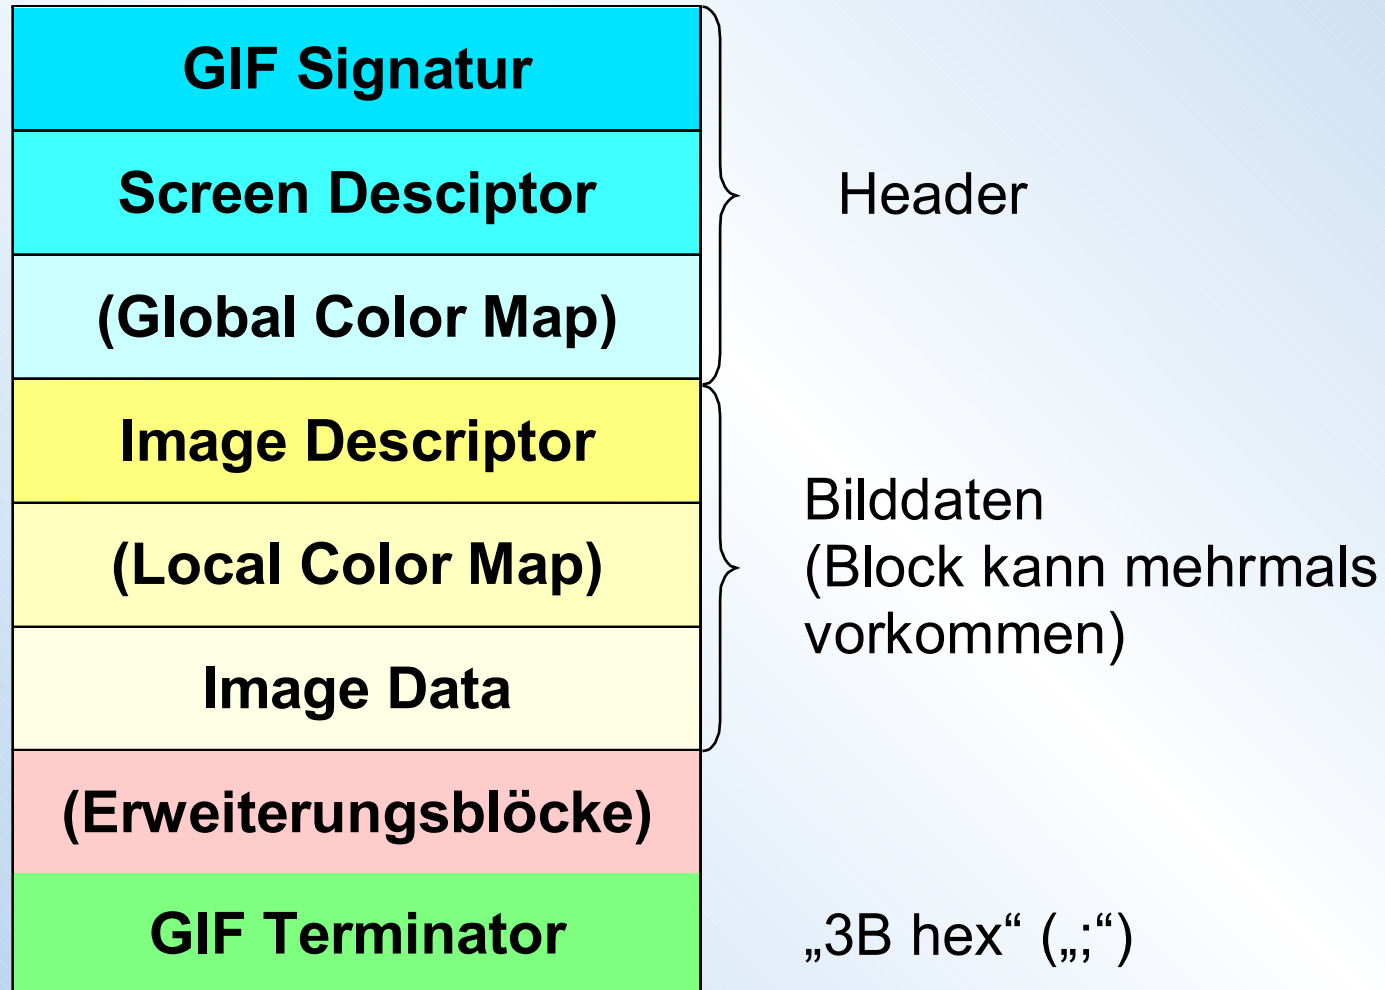 GIF Signatur
Screen Desciptor
Header
(Global Color Map)
Image Descriptor
(Local Color Map)
Image Data
Bilddaten
(Block kann mehrmals
vorkommen)
(Erweiterungsblöcke)
GIF Terminator
„3B hex“ („;“)